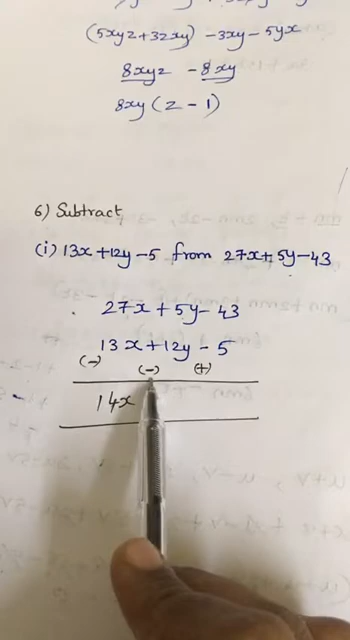 (5xyz+3zxy) -3xy-5yx
8xyz - 8xy
8xy (z-1)
6) Subtract
(i) 13x+12y-5 from 27x+5y-43
27x+5y-43
13x+12y-5
(-) (-) (+)
14x